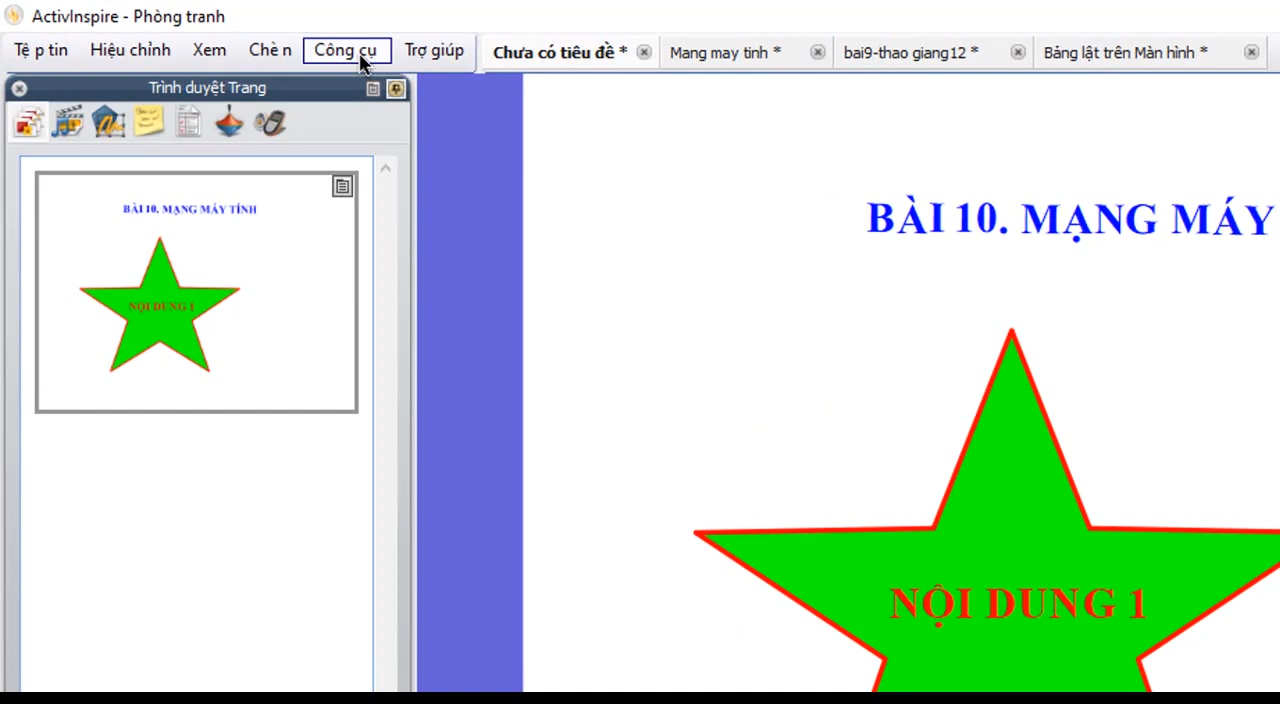 ActivInspire - Phòng tranh
Tệp tin Hiệu chỉnh Xem Chèn Công cụ Trợ giúp
Chưa có tiêu đề * Mang may tinh * bai9-thao giang12 * Bảng lật trên Màn hình *
Trình duyệt Trang
BÀI 10. MẠNG MÁY TÍNH
NỘI DUNG 1
BÀI 10. MẠNG MÁY
NỘI DUNG 1